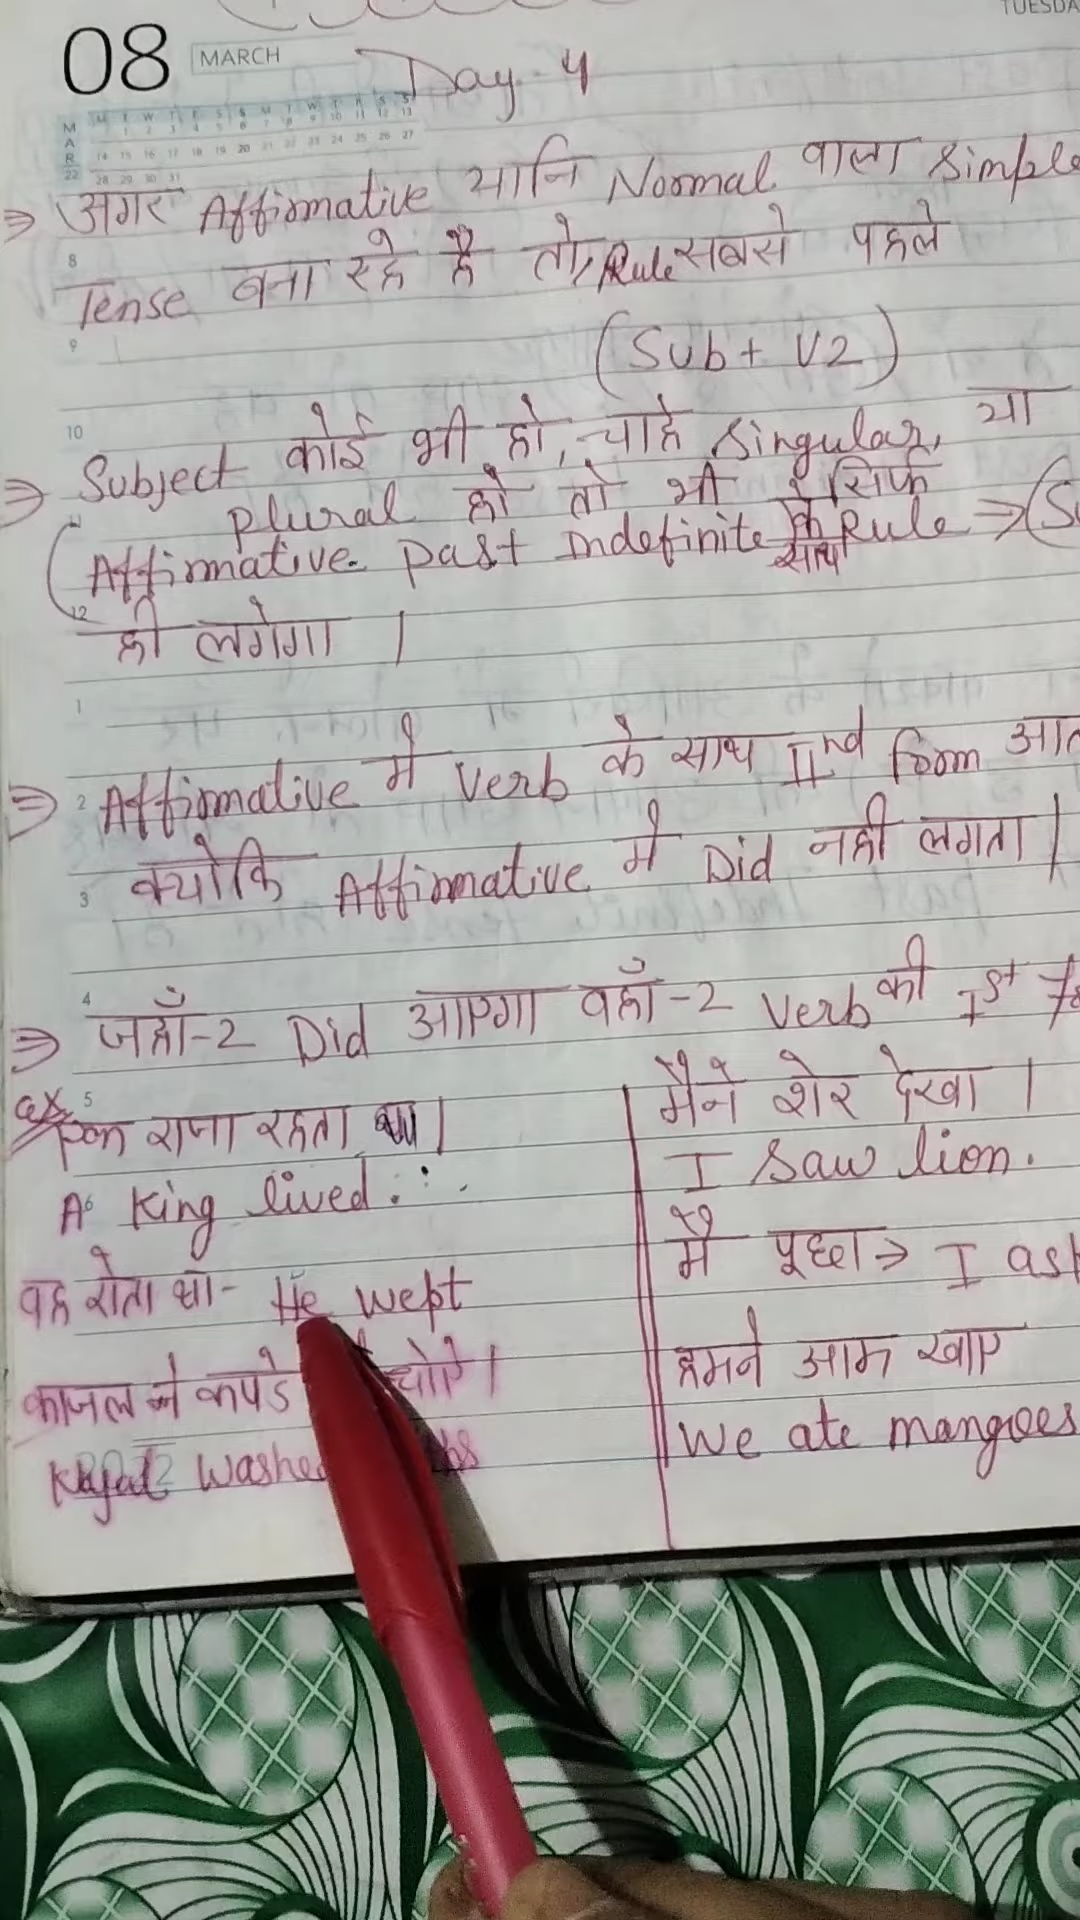 TUESDA
08 MARCH
Day-4
⇒ अगर Affirmative यानि Normal वाला Simple
Tense बना रहे है तो, Rule सबसे पहले
(Sub + V2)
⇒ Subject कोई भी हो, चाहे Singular, या
plural हो तो भी सिर्फ
(Affirmative Past Indefinite के साथ Rule ⇒ (S
ही लगेगा |
⇒ Affirmative मे Verb के साथ IInd form आत
क्योकि Affirmative मे Did नही लगता |
⇒ जहाँ-2 Did आएगा वहाँ-2 Verb की Ist
ex राजा रहता था |
A King lived.
वह रोता था - He wept
काजल ने कपडे
Kajal washe
मैने शेर देखा |
I saw lion.
मैं पूछा → I as
हमने आम खाए
We ate mangoes